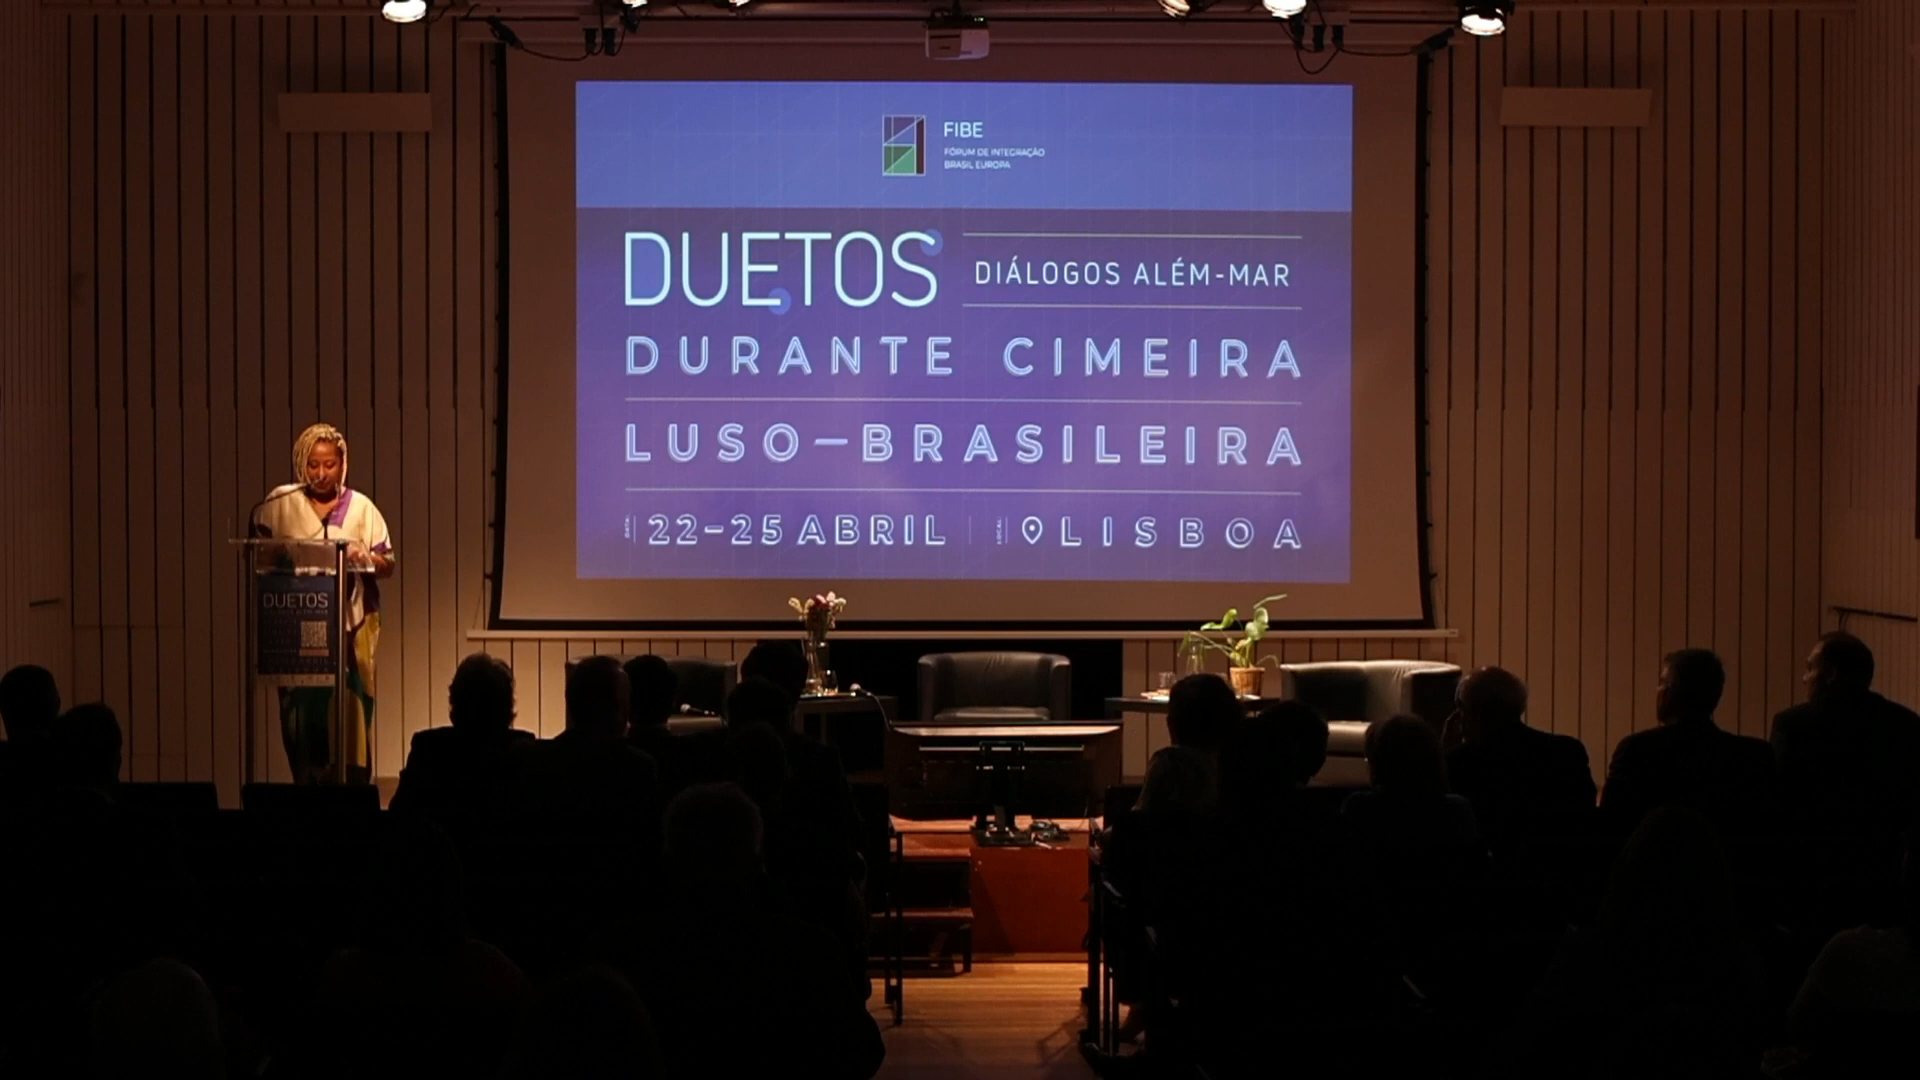 FIBE
FÓRUM DE INTEGRAÇÃO
BRASIL EUROPA
DUETOS
DIÁLOGOS ALÉM-MAR
DURANTE CIMEIRA
LUSO—BRASILEIRA
22–25 ABRIL
LOCAL
LISBOA
DUETOS